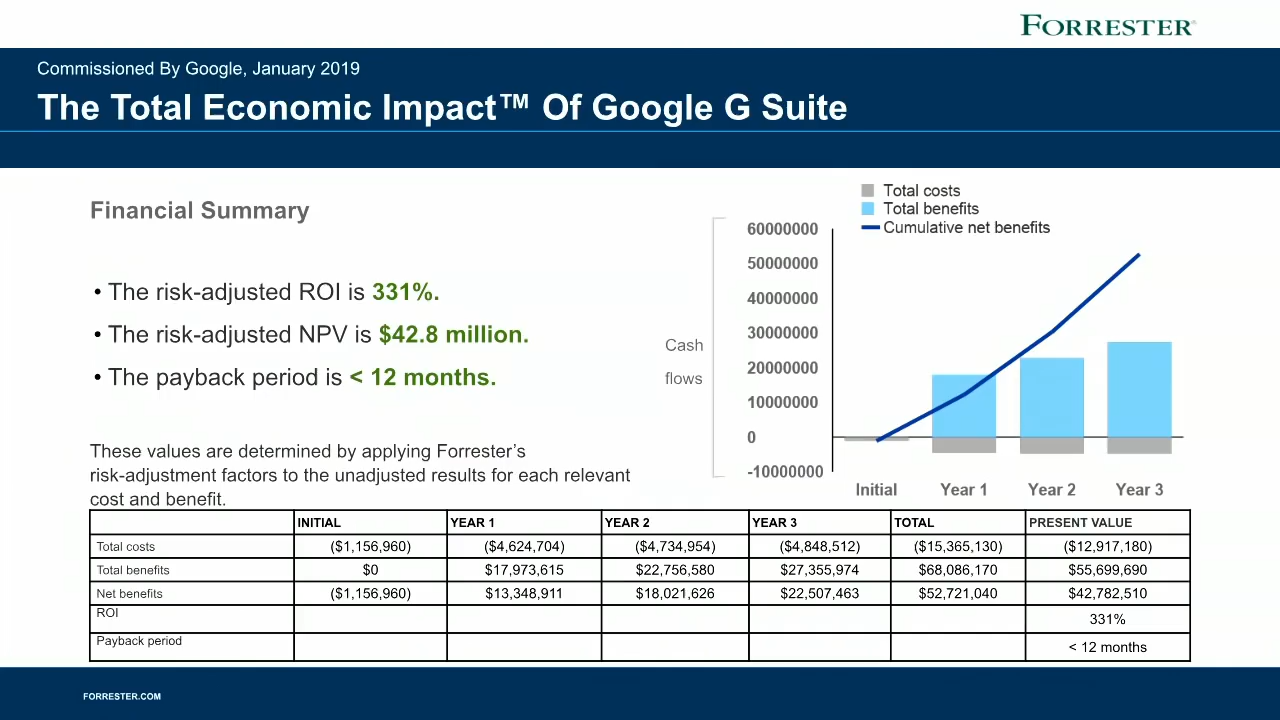 FORRESTER®
Commissioned By Google, January 2019
The Total Economic Impact™ Of Google G Suite
Financial Summary
• The risk-adjusted ROI is 331%.
• The risk-adjusted NPV is $42.8 million.
• The payback period is < 12 months.
These values are determined by applying Forrester’s
risk-adjustment factors to the unadjusted results for each relevant
cost and benefit.
Total costs
Total benefits
Cumulative net benefits
Cash
flows
60000000
50000000
40000000
30000000
20000000
10000000
0
-10000000
Initial Year 1 Year 2 Year 3
INITIAL YEAR 1 YEAR 2 YEAR 3 TOTAL PRESENT VALUE
Total costs ($1,156,960) ($4,624,704) ($4,734,954) ($4,848,512) ($15,365,130) ($12,917,180)
Total benefits $0 $17,973,615 $22,756,580 $27,355,974 $68,086,170 $55,699,690
Net benefits ($1,156,960) $13,348,911 $18,021,626 $22,507,463 $52,721,040 $42,782,510
ROI 331%
Payback period < 12 months
FORRESTER.COM